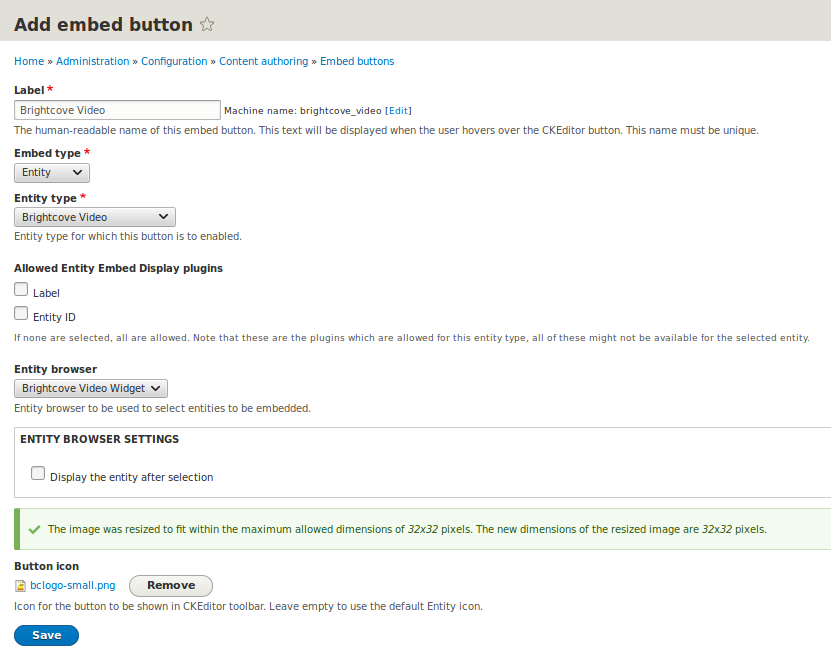 Add embed button
Home » Administration » Configuration » Content authoring » Embed buttons
Label *
Brightcove Video Machine name: brightcove_video [Edit]
The human-readable name of this embed button. This text will be displayed when the user hovers over the CKEditor button. This name must be unique.
Embed type *
Entity
Entity type *
Brightcove Video
Entity type for which this button is to enabled.
Allowed Entity Embed Display plugins
Label
Entity ID
If none are selected, all are allowed. Note that these are the plugins which are allowed for this entity type, all of these might not be available for the selected entity.
Entity browser
Brightcove Video Widget
Entity browser to be used to select entities to be embedded.
ENTITY BROWSER SETTINGS
Display the entity after selection
The image was resized to fit within the maximum allowed dimensions of 32x32 pixels. The new dimensions of the resized image are 32x32 pixels.
Button icon
bclogo-small.png Remove
Icon for the button to be shown in CKEditor toolbar. Leave empty to use the default Entity icon.
Save